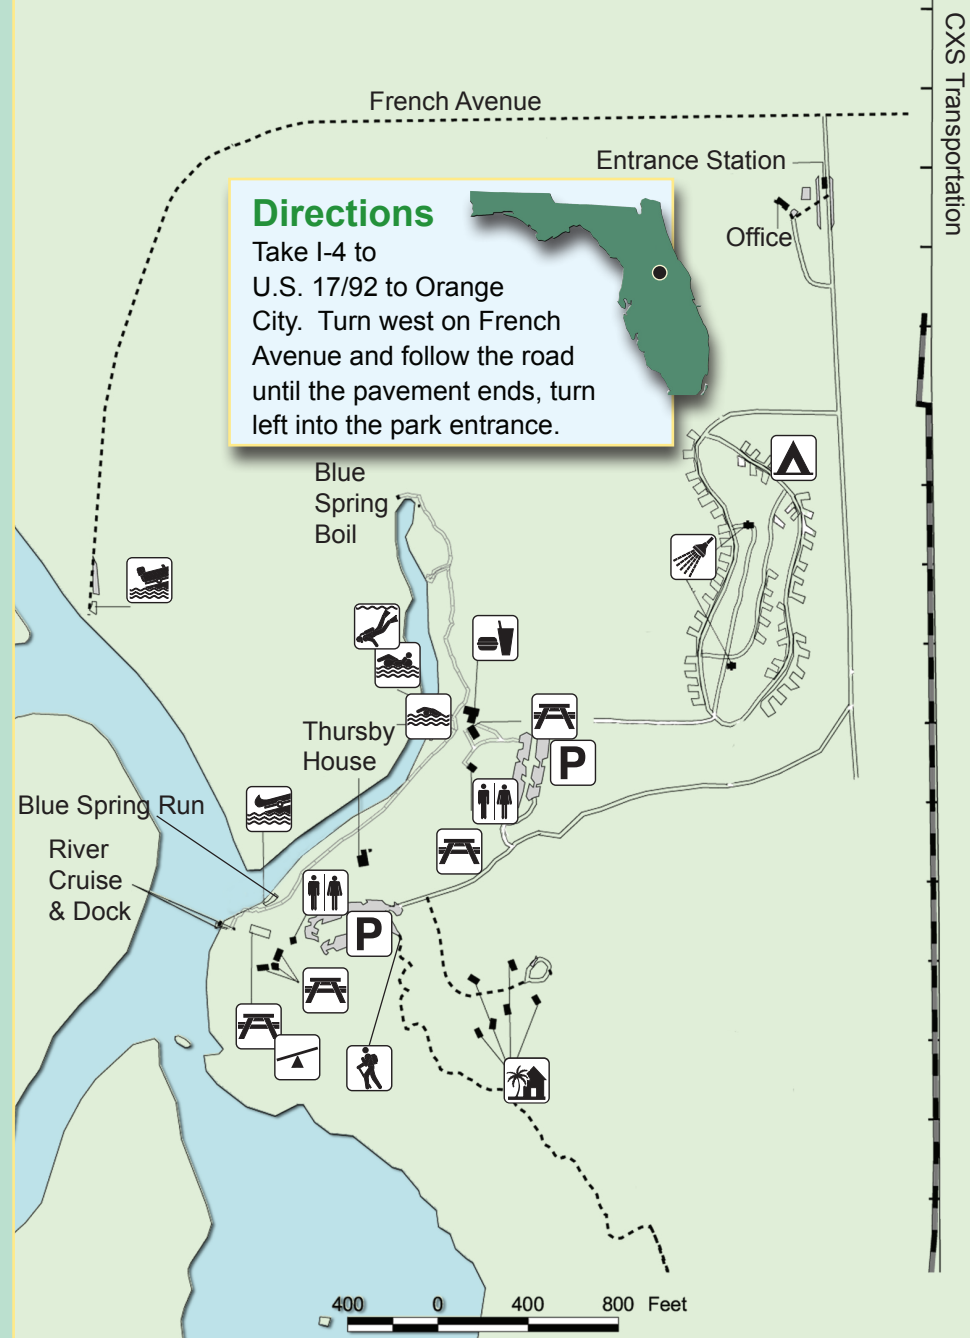 French Avenue
CXS Transportation
Entrance Station
Office
Directions
Take I-4 to
U.S. 17/92 to Orange
City.  Turn west on French
Avenue and follow the road
until the pavement ends, turn
left into the park entrance.
Blue
Spring
Boil
Thursby
House
P
Blue Spring Run
River
Cruise
& Dock
P
400 0 400 800 Feet